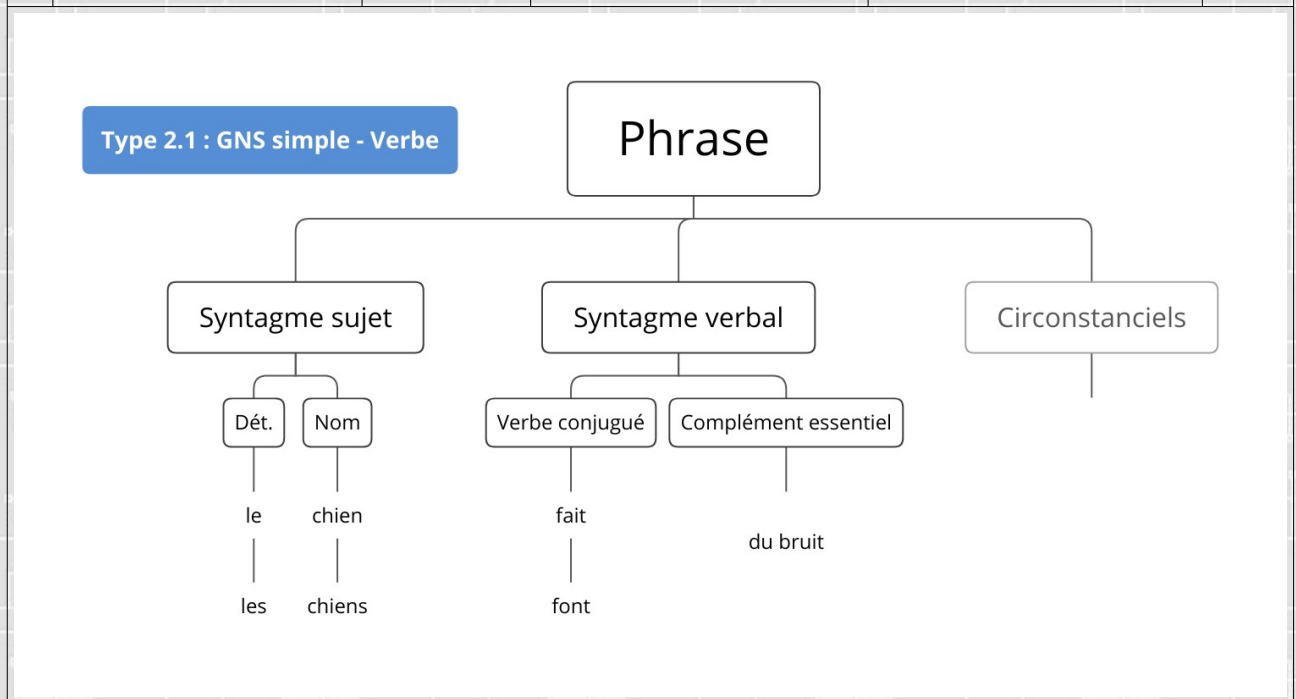 Type 2.1 : GNS simple - Verbe
Phrase
Syntagme sujet
Syntagme verbal
Circonstanciels
Dét.
Nom
Verbe conjugué
Complément essentiel
le
chien
fait
du bruit
les
chiens
font